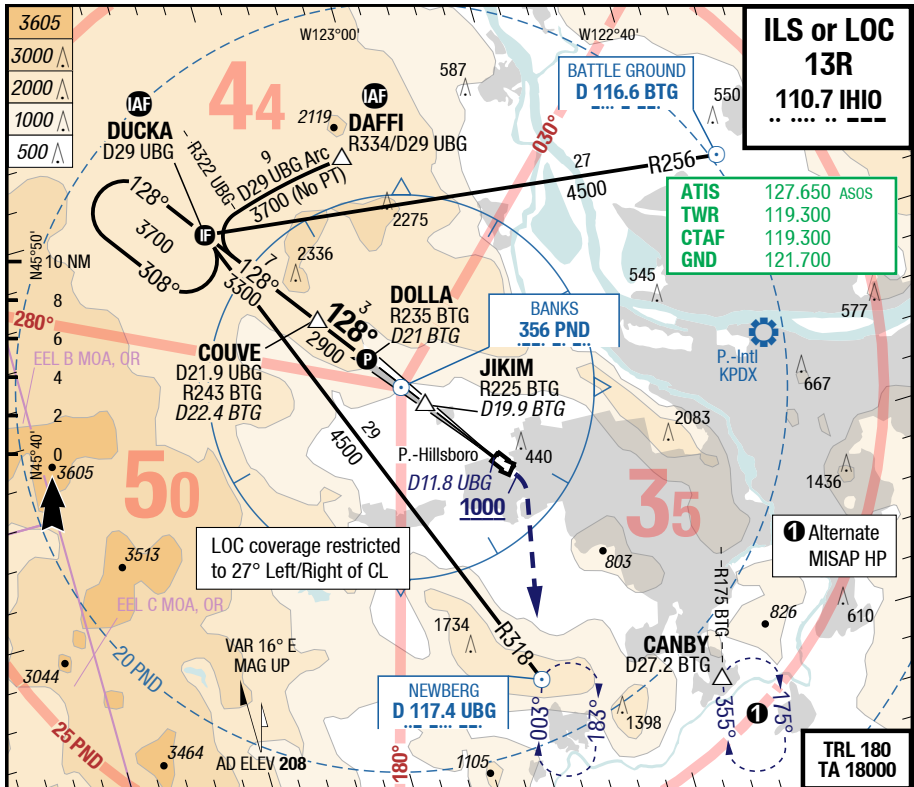 3605
3000
2000
1000
500
W123°00'
W122°40'
ILS or LOC
13R
110.7 IHIO
BATTLE GROUND
D 116.6 BTG
ATIS 127.650 ASOS
TWR 119.300
CTAF 119.300
GND 121.700
IAF
DUCKA
D29 UBG
IAF
DAFFI
R334/D29 UBG
44
2119
587
550
030°
R322 UBG
9
D29 UBG Arc
3700 (No PT)
27
4500
R256
2275
2336
128°
3700
308°
IF
7
128°
3300
N45°50'
10 NM
8
6
4
2
0
N45°40'
280°
EEL B MOA, OR
COUVE
D21.9 UBG
R243 BTG
D22.4 BTG
3
128°
2900
P
DOLLA
R235 BTG
D21 BTG
BANKS
356 PND
JIKIM
R225 BTG
D19.9 BTG
545
577
P.-Intl
KPDX
667
2083
1436
29
4500
P.-Hillsboro
440
D11.8 UBG
1000
3605
50
35
3513
LOC coverage restricted
to 27° Left/Right of CL
1 Alternate
MISAP HP
803
R175 BTG
826
610
EEL C MOA, OR
3044
20 PND
VAR 16° E
MAG UP
1734
R318
CANBY
D27.2 BTG
NEWBERG
D 117.4 UBG
003°
183°
1398
355°
1
175°
25 PND
3464
AD ELEV 208
180°
1105
TRL 180
TA 18000